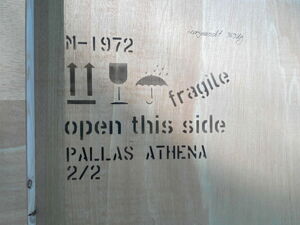 M-1972
fragile
open this side
PALLAS ATHENA
2/2